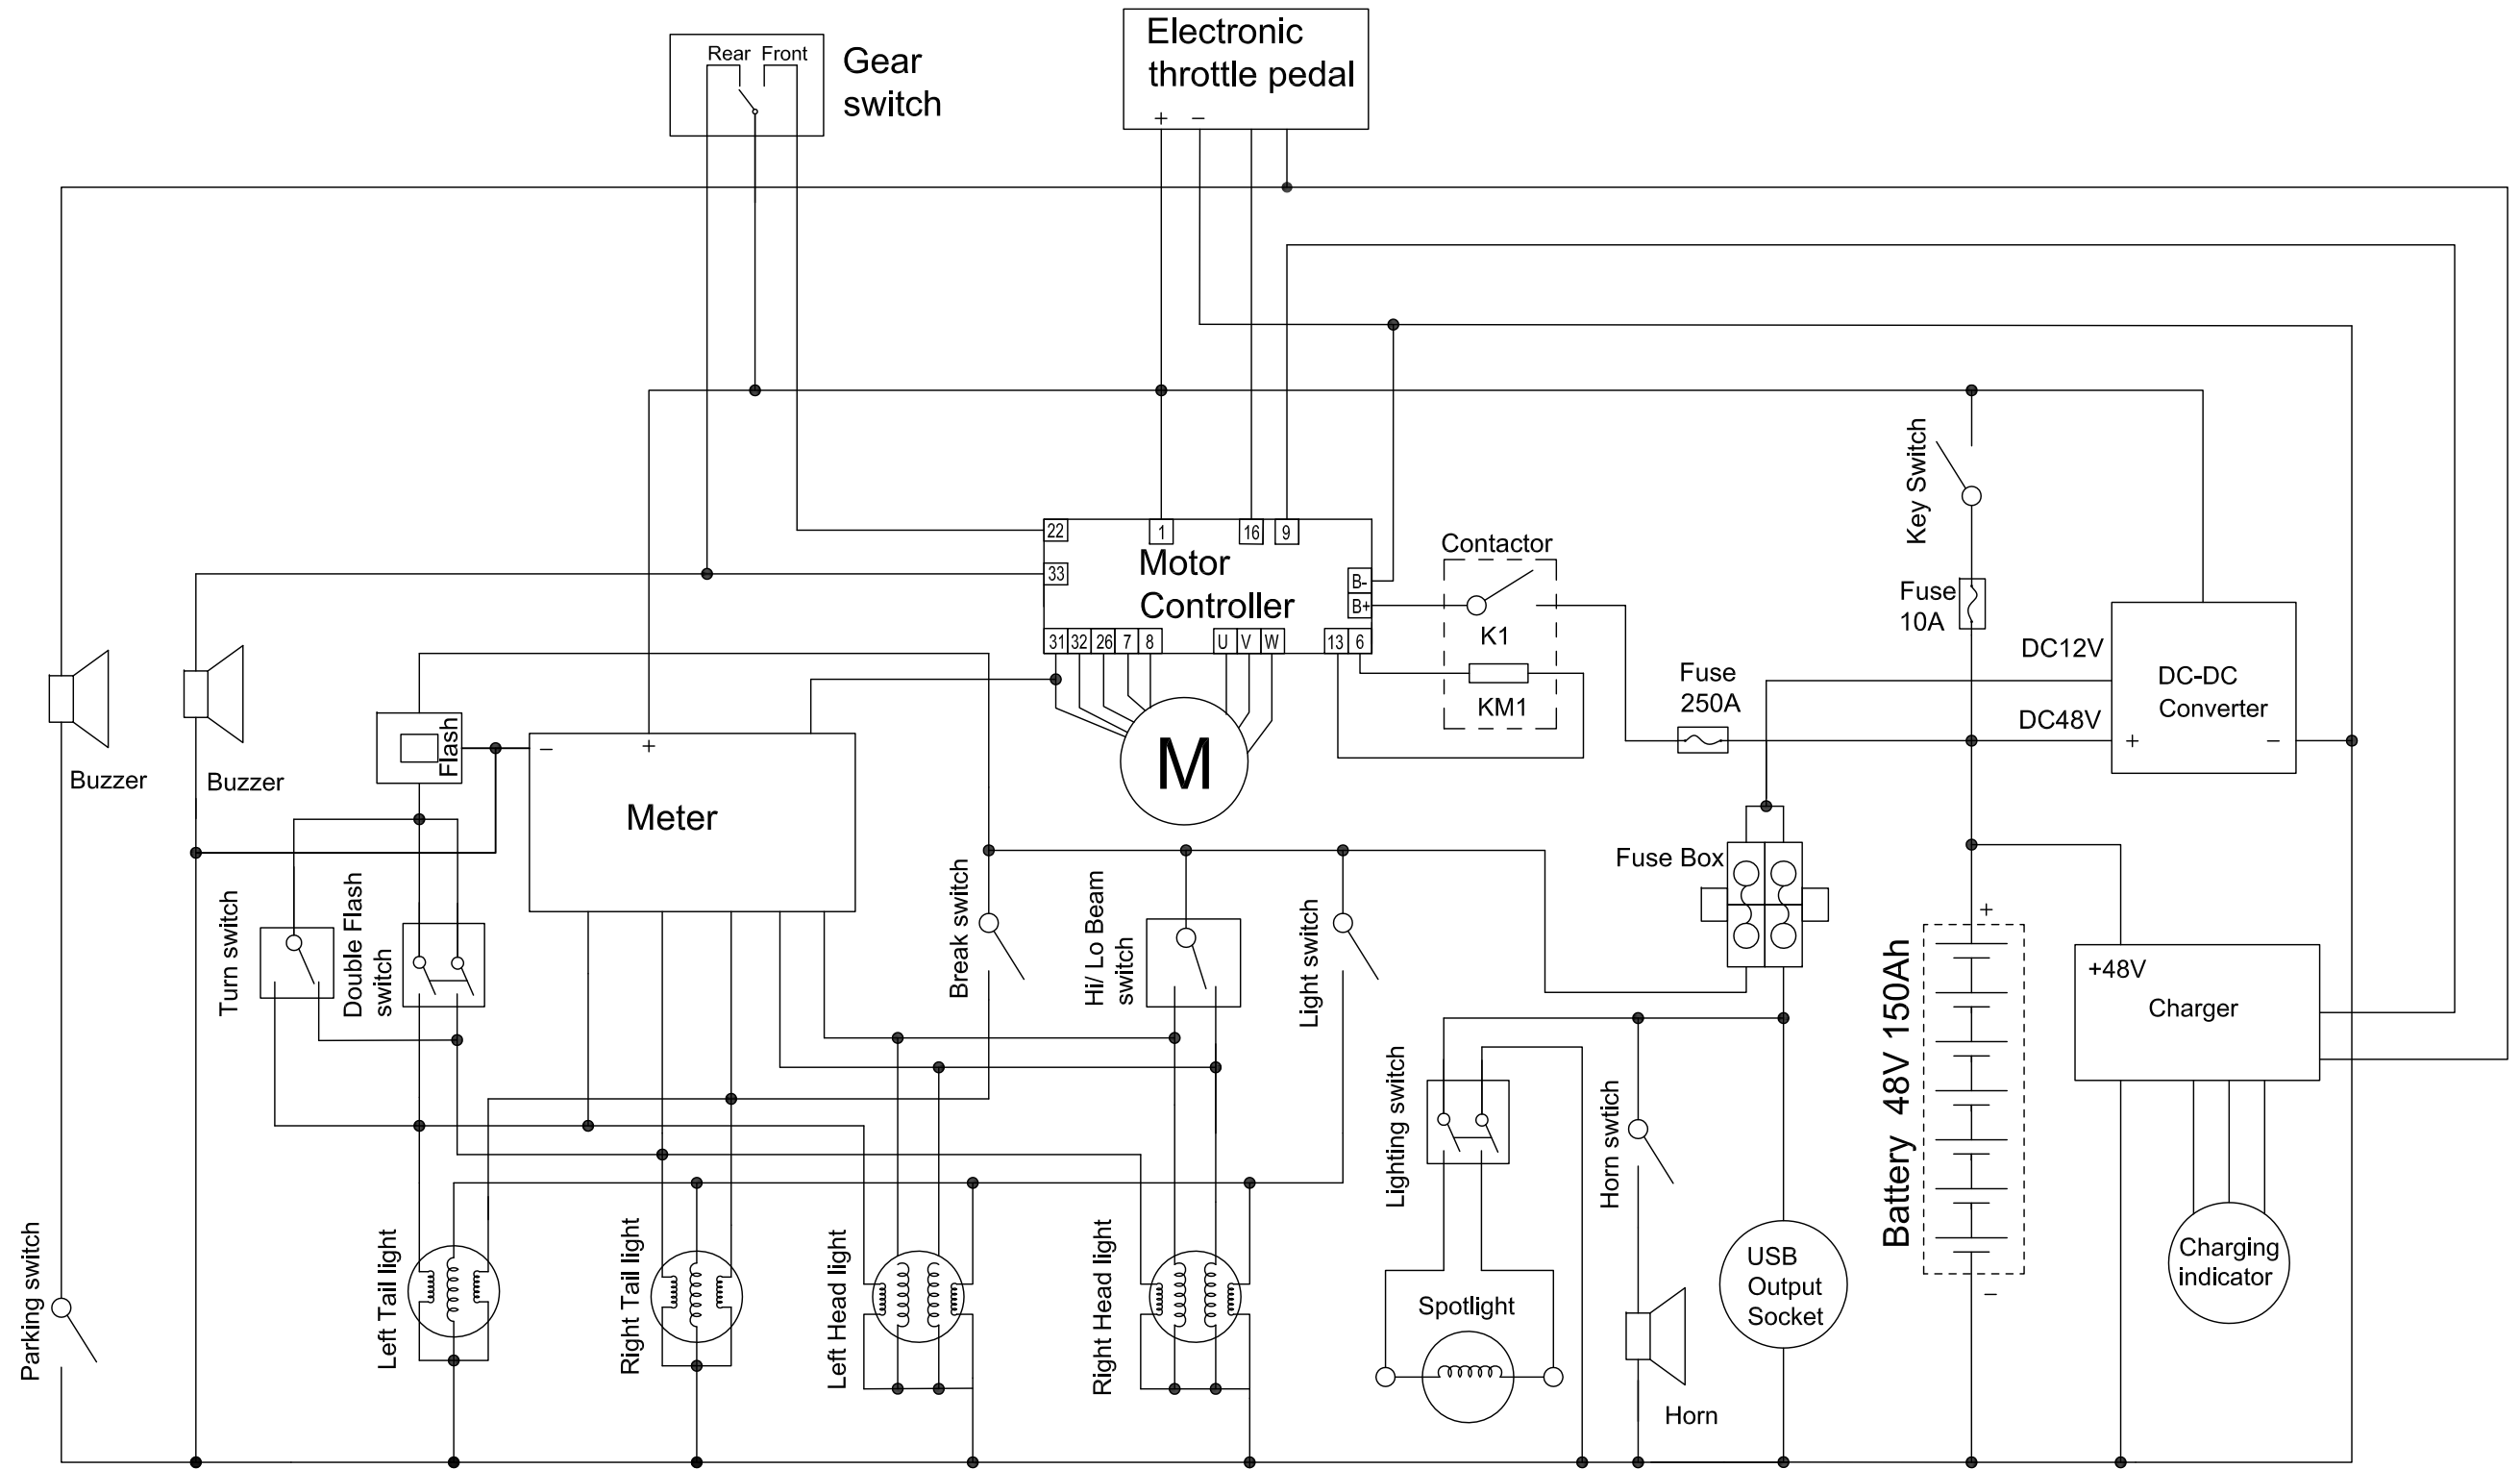 Electronic
throttle pedal
+ −
Rear Front
Gear
switch
22
1
16
9
33
Motor
Controller
B-
B+
31 32 26 7 8
U V W
13 6
Contactor
K1
KM1
Key Switch
Fuse
10A
Fuse
250A
DC12V
DC48V
DC-DC
Converter
+ −
M
Flash
− +
Meter
Buzzer
Buzzer
Turn switch
Double Flash
switch
Break switch
Hi/ Lo Beam
switch
Light switch
Fuse Box
Battery 48V 150Ah
+
−
+48V
Charger
Charging
indicator
Lighting switch
Horn swtich
Spotlight
Horn
USB
Output
Socket
Parking switch
Left Tail light
Right Tail light
Left Head light
Right Head light